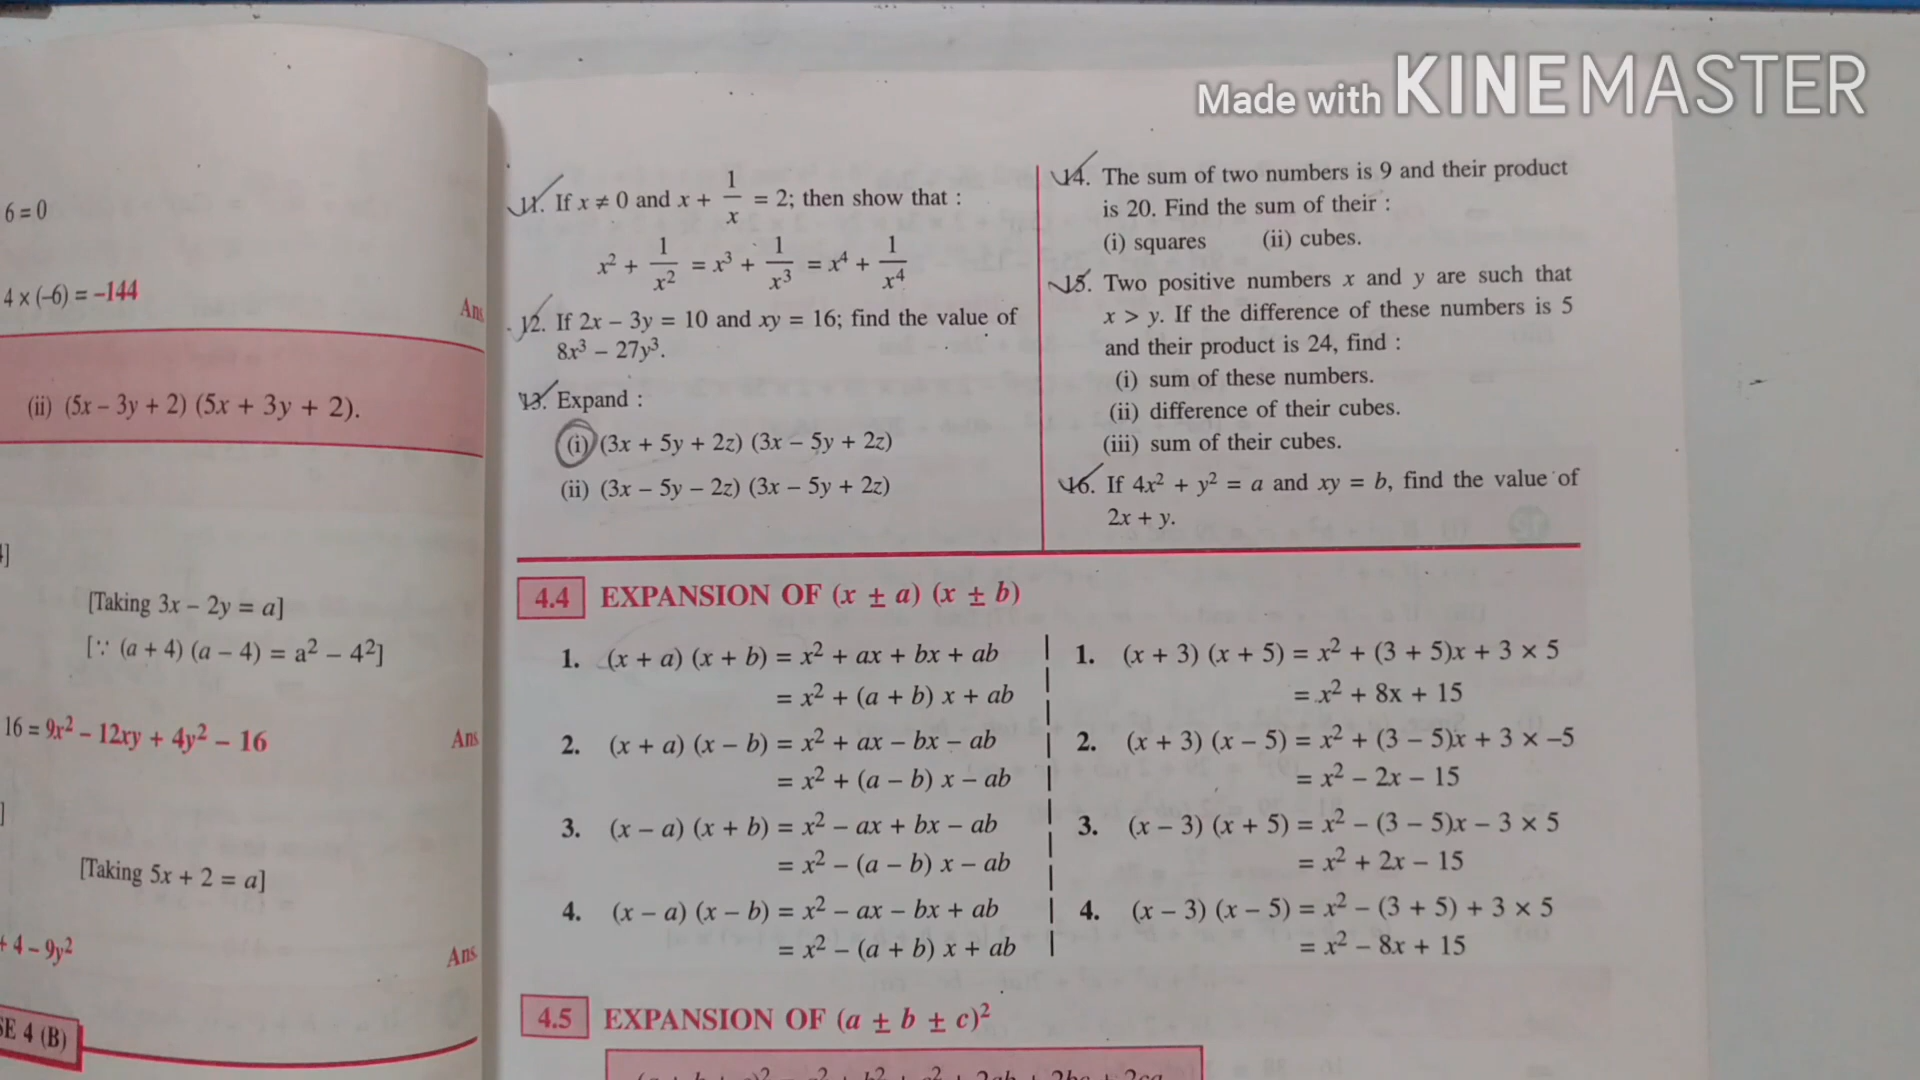 Made with KINEMASTER
6 = 0
4 × (–6) = –144
Ans
(ii) (5x – 3y + 2) (5x + 3y + 2).
[Taking 3x – 2y = a]
[∵ (a + 4) (a – 4) = a² – 4²]
16 = 9x² – 12xy + 4y² – 16 Ans
[Taking 5x + 2 = a]
+ 4 – 9y² Ans
SE 4 (B)
11. If x ≠ 0 and x + 1/x = 2; then show that :
x² + 1/x² = x³ + 1/x³ = x⁴ + 1/x⁴
12. If 2x – 3y = 10 and xy = 16; find the value of
8x³ – 27y³.
13. Expand :
(i) (3x + 5y + 2z) (3x – 5y + 2z)
(ii) (3x – 5y – 2z) (3x – 5y + 2z)
14. The sum of two numbers is 9 and their product
is 20. Find the sum of their :
(i) squares (ii) cubes.
15. Two positive numbers x and y are such that
x > y. If the difference of these numbers is 5
and their product is 24, find :
(i) sum of these numbers.
(ii) difference of their cubes.
(iii) sum of their cubes.
16. If 4x² + y² = a and xy = b, find the value of
2x + y.
4.4 EXPANSION OF (x ± a) (x ± b)
1. (x + a) (x + b) = x² + ax + bx + ab
= x² + (a + b) x + ab
2. (x + a) (x – b) = x² + ax – bx – ab
= x² + (a – b) x – ab
3. (x – a) (x + b) = x² – ax + bx – ab
= x² – (a – b) x – ab
4. (x – a) (x – b) = x² – ax – bx + ab
= x² – (a + b) x + ab
1. (x + 3) (x + 5) = x² + (3 + 5)x + 3 × 5
= x² + 8x + 15
2. (x + 3) (x – 5) = x² + (3 – 5)x + 3 × –5
= x² – 2x – 15
3. (x – 3) (x + 5) = x² – (3 – 5)x – 3 × 5
= x² + 2x – 15
4. (x – 3) (x – 5) = x² – (3 + 5) + 3 × 5
= x² – 8x + 15
4.5 EXPANSION OF (a ± b ± c)²